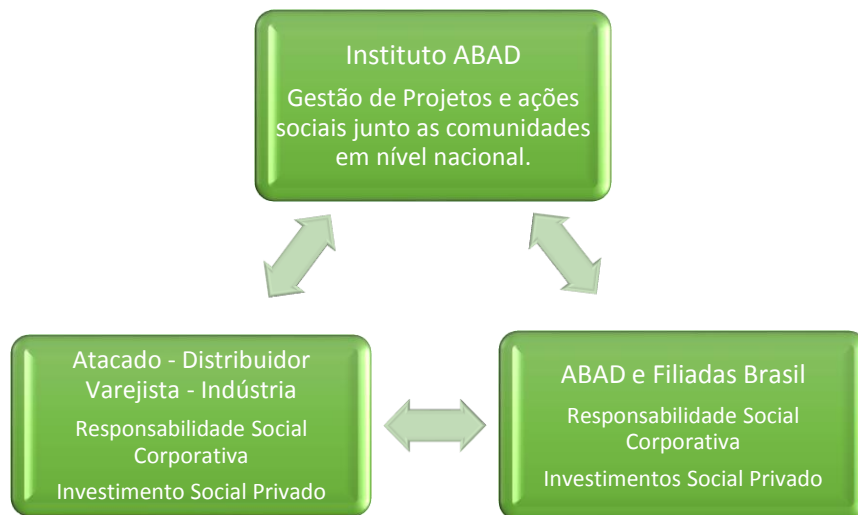 Instituto ABAD
Gestão de Projetos e ações
sociais junto as comunidades
em nível nacional.
Atacado - Distribuidor
Varejista - Indústria
Responsabilidade Social
Corporativa
Investimento Social Privado
ABAD e Filiadas Brasil
Responsabilidade Social
Corporativa
Investimentos Social Privado